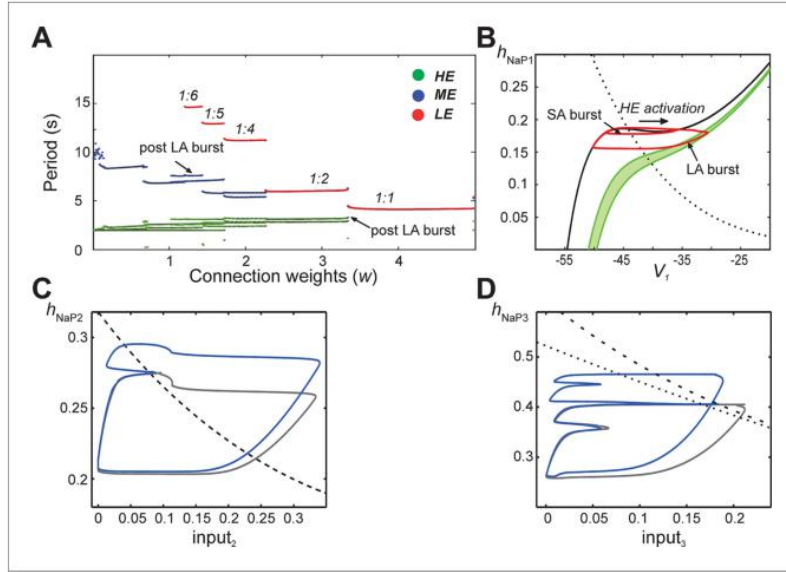 A
HE
ME
LE
1:6
1:5
1:4
1:2
1:1
post LA burst
post LA burst
Period (s)
15
10
5
0
1
2
3
4
Connection weights (w)
B
hNaP1
0.25
0.20
0.15
0.10
0.05
HE activation
SA burst
LA burst
-55
-45
-35
-25
V1
C
hNaP2
0.3
0.25
0.2
0
0.05
0.1
0.15
0.2
0.25
0.3
input2
D
hNaP3
0.5
0.4
0.3
0
0.05
0.1
0.15
0.2
input3